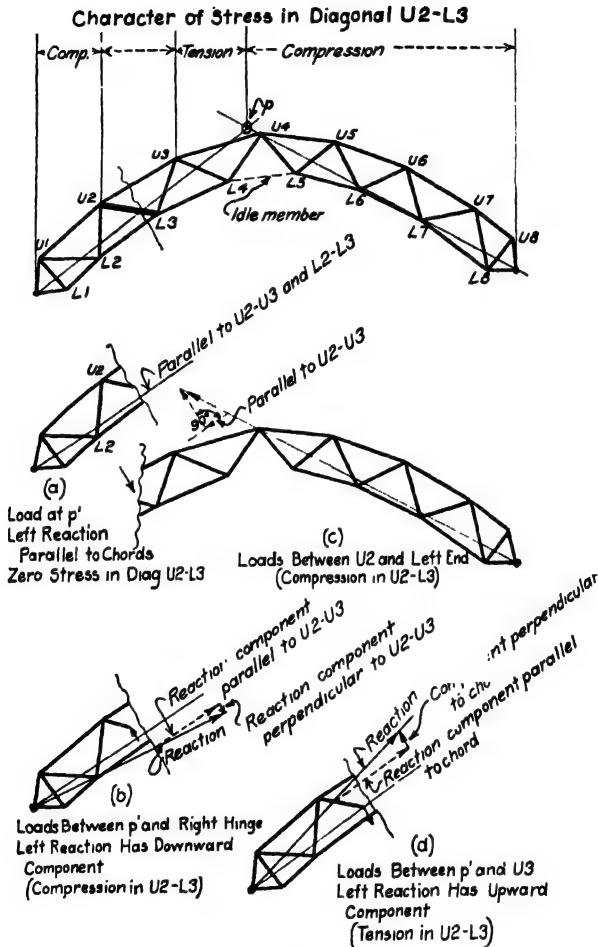 Character of Stress in Diagonal U2-L3
Comp. Tension Compression
p
U4
U5
U3
U6
U2
L4
L5
L3
L6
Idle member
U7
U1
L7
U8
L2
L1
L8
Parallel to U2-U3 and L2-L3
U2
L2
Parallel to U2-U3
90°
(a)
Load at p'
Left Reaction
Parallel to Chords
Zero Stress in Diag U2-L3
(c)
Loads Between U2 and Left End
(Compression in U2-L3)
Reaction component
parallel to U2-U3
Reaction component
perpendicular to U2-U3
Reaction
(b)
Loads Between p' and Right Hinge
Left Reaction Has Downward
Component
(Compression in U2-L3)
Reaction
perpendicular
Reaction component parallel
to chord
(d)
Loads Between p' and U3
Left Reaction Has Upward
Component
(Tension in U2-L3)